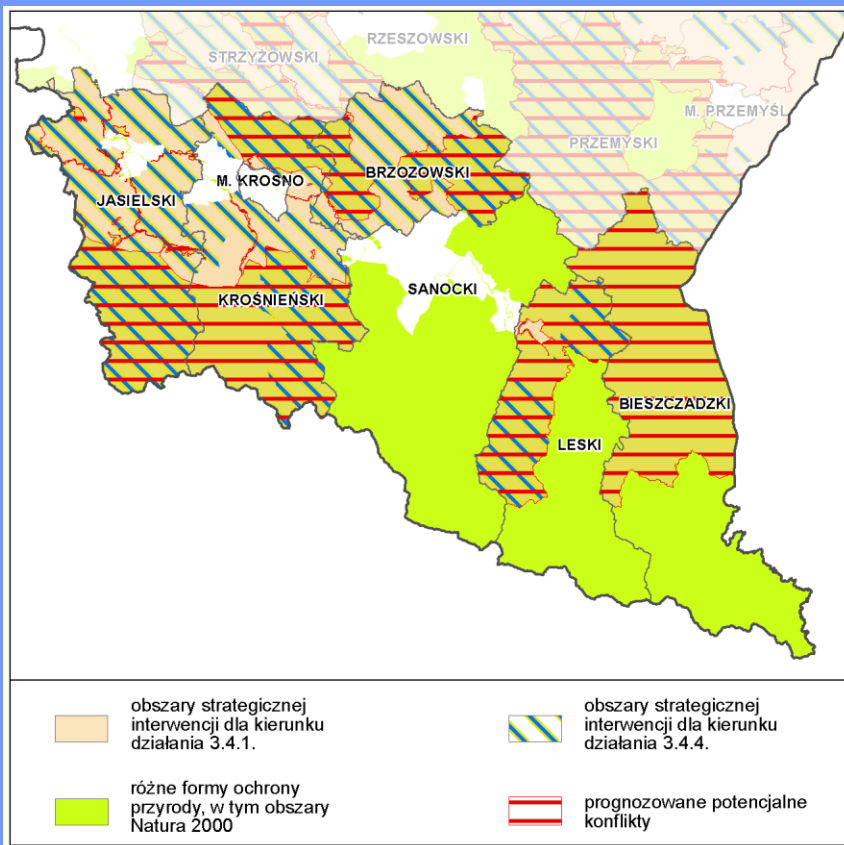 RZESZOWSKI
STRZYŻOWSKI
M. PRZEMYŚL
PRZEMYSKI
BRZOZOWSKI
M. KROSNO
JASIELSKI
SANOCKI
KROŚNIEŃSKI
BIESZCZADZKI
LESKI
obszary strategicznej
interwencji dla kierunku
działania 3.4.1.
obszary strategicznej
interwencji dla kierunku
działania 3.4.4.
różne formy ochrony
przyrody, w tym obszary
Natura 2000
prognozowane potencjalne
konflikty